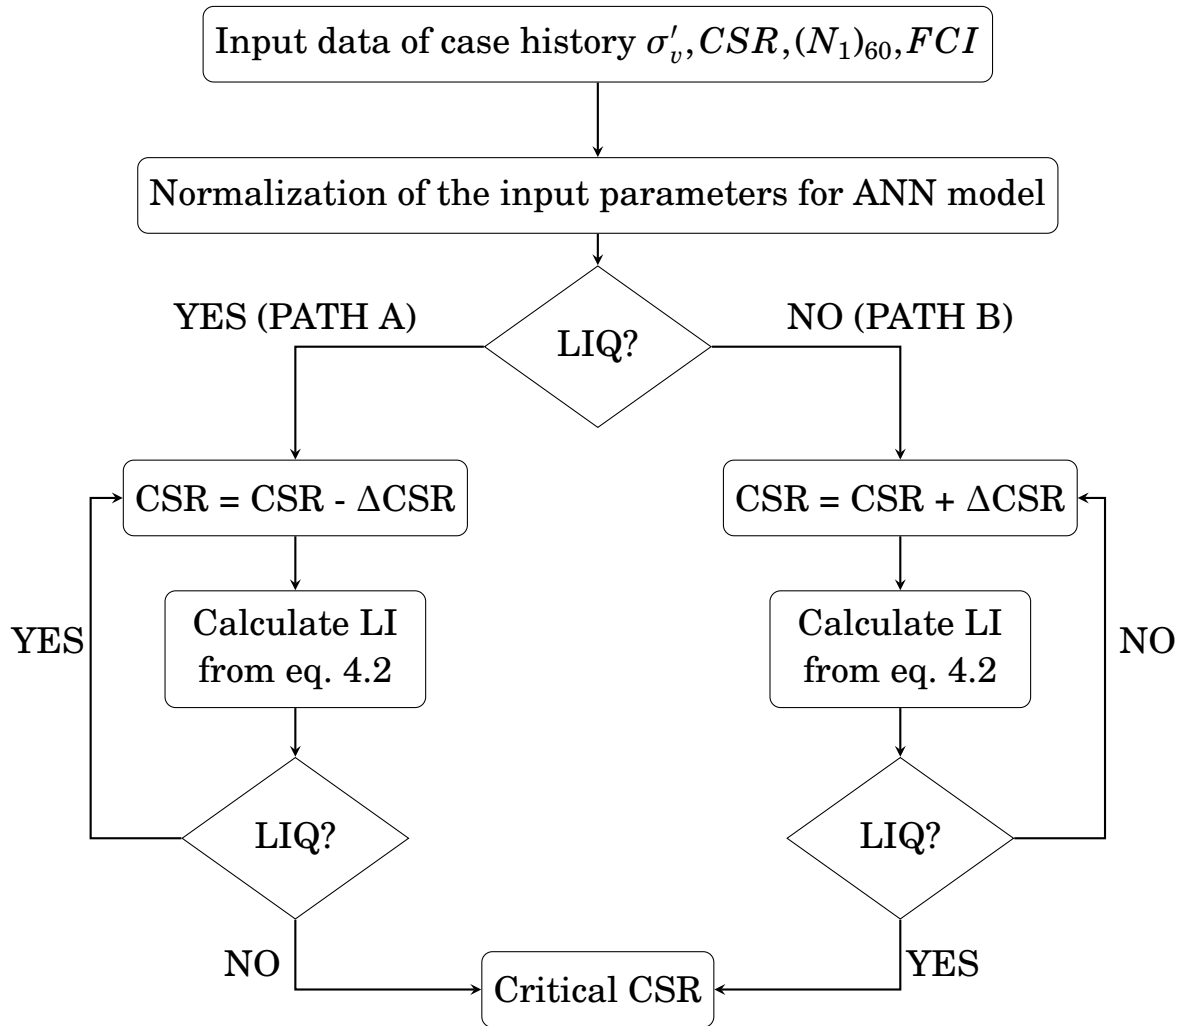 Input data of case history σ′ᵥ, CSR, (N₁)₆₀, FCI
Normalization of the input parameters for ANN model
YES (PATH A)
NO (PATH B)
LIQ?
CSR = CSR - ΔCSR
CSR = CSR + ΔCSR
Calculate LI
from eq. 4.2
Calculate LI
from eq. 4.2
YES
NO
LIQ?
LIQ?
NO
YES
Critical CSR